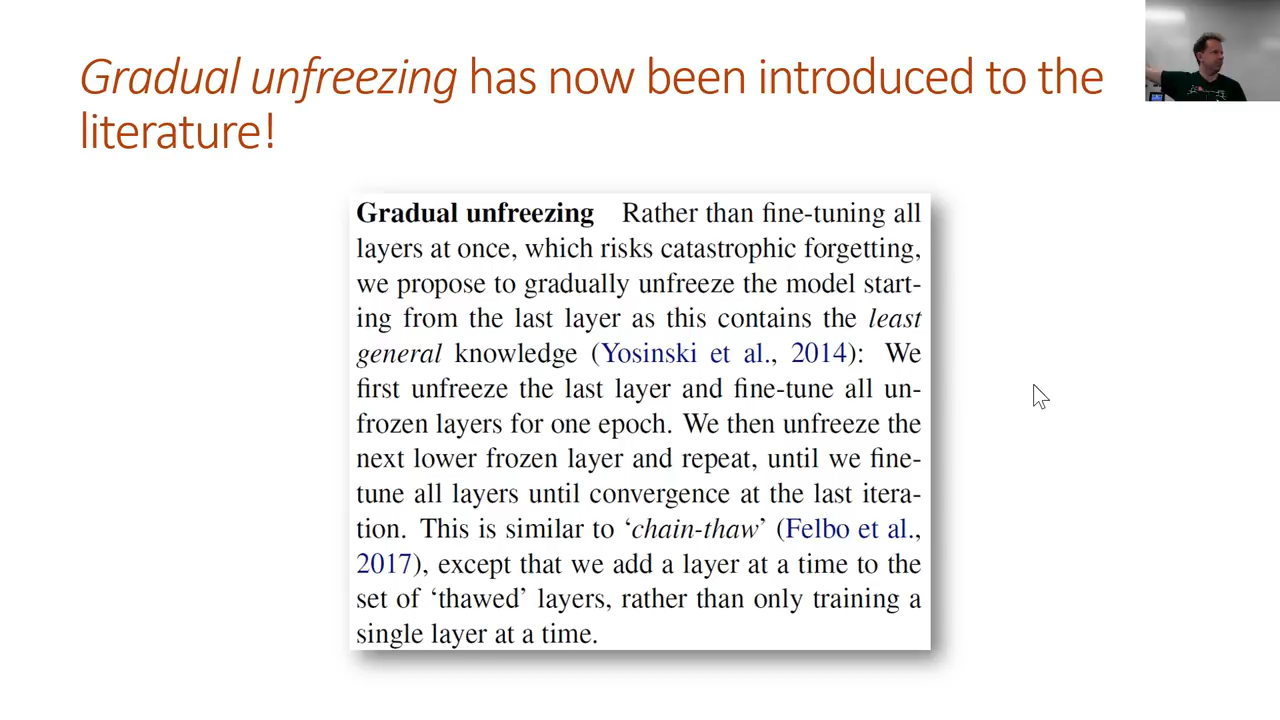 Gradual unfreezing has now been introduced to the
literature!
Gradual unfreezing Rather than fine-tuning all
layers at once, which risks catastrophic forgetting,
we propose to gradually unfreeze the model start-
ing from the last layer as this contains the least
general knowledge (Yosinski et al., 2014): We
first unfreeze the last layer and fine-tune all un-
frozen layers for one epoch. We then unfreeze the
next lower frozen layer and repeat, until we fine-
tune all layers until convergence at the last itera-
tion. This is similar to ‘chain-thaw’ (Felbo et al.,
2017), except that we add a layer at a time to the
set of ‘thawed’ layers, rather than only training a
single layer at a time.